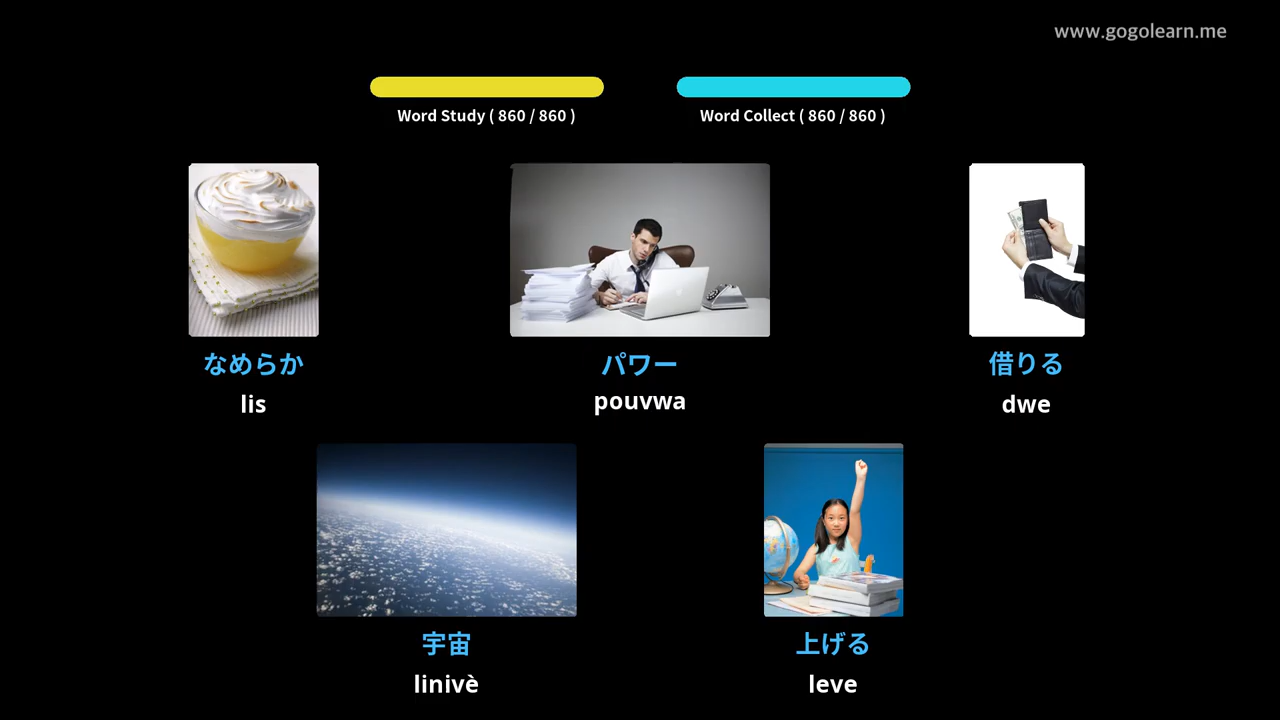 www.gogolearn.me
Word Study ( 860 / 860 )
Word Collect ( 860 / 860 )
なめらか
lis
パワー
pouvwa
借りる
dwe
宇宙
linivè
上げる
leve